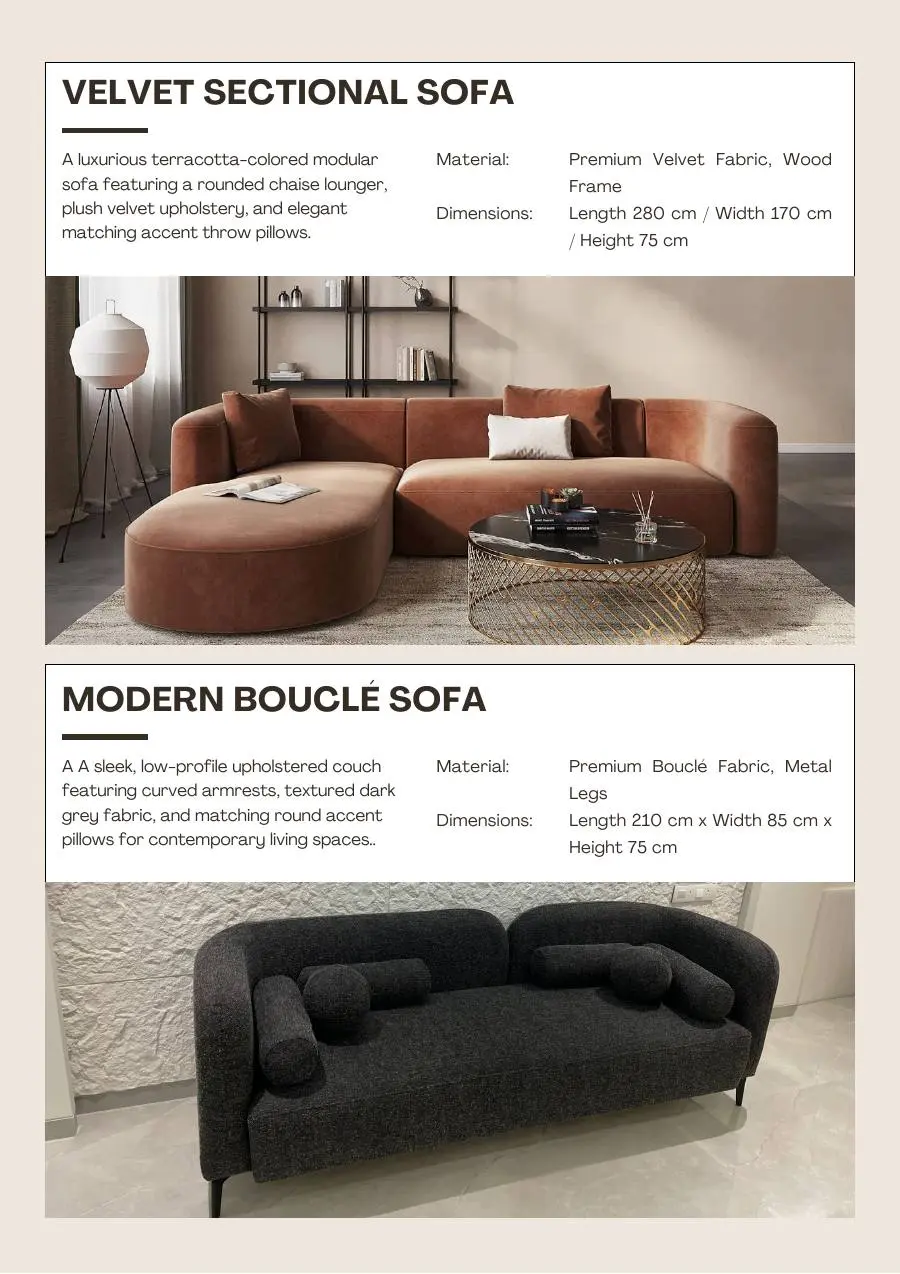 VELVET SECTIONAL SOFA
A luxurious terracotta-colored modular
sofa featuring a rounded chaise lounger,
plush velvet upholstery, and elegant
matching accent throw pillows.
Material: Premium Velvet Fabric, Wood
Frame
Dimensions: Length 280 cm / Width 170 cm
/ Height 75 cm
MODERN BOUCLÉ SOFA
A A sleek, low-profile upholstered couch
featuring curved armrests, textured dark
grey fabric, and matching round accent
pillows for contemporary living spaces..
Material: Premium Bouclé Fabric, Metal
Legs
Dimensions: Length 210 cm x Width 85 cm x
Height 75 cm